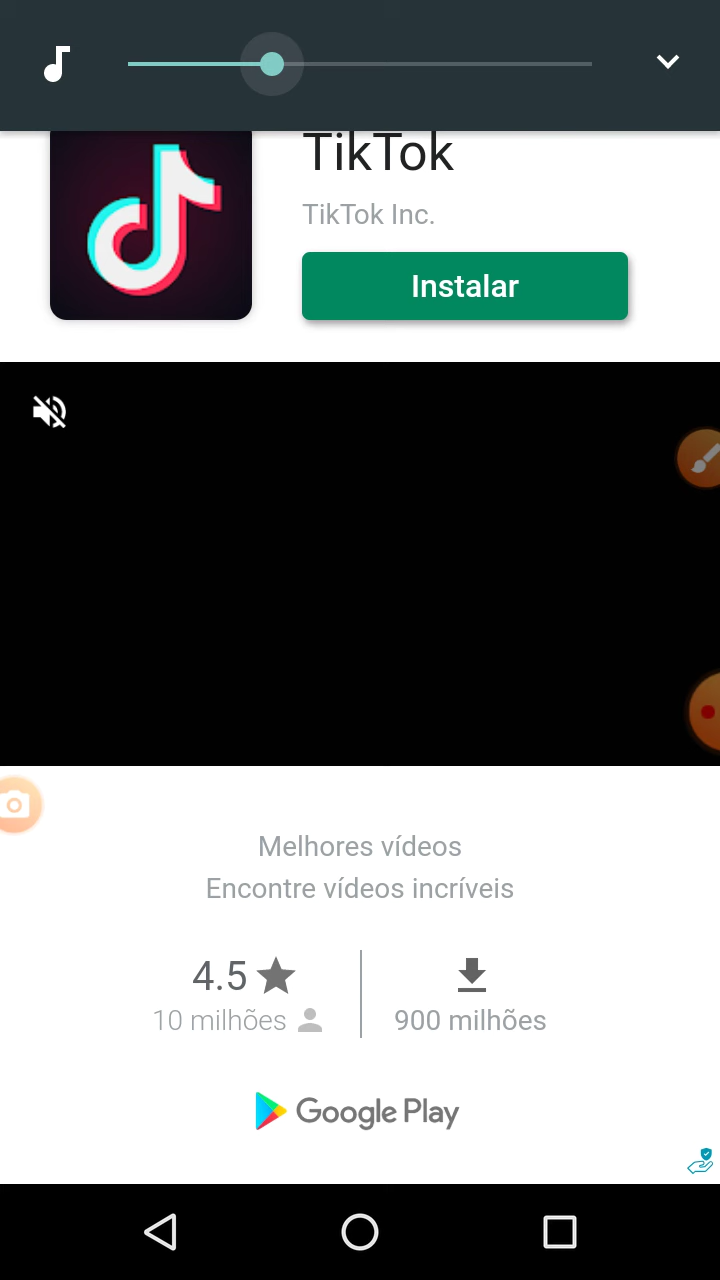 TikTok
TikTok Inc.
Instalar
Melhores vídeos
Encontre vídeos incríveis
4.5
10 milhões
900 milhões
Google Play